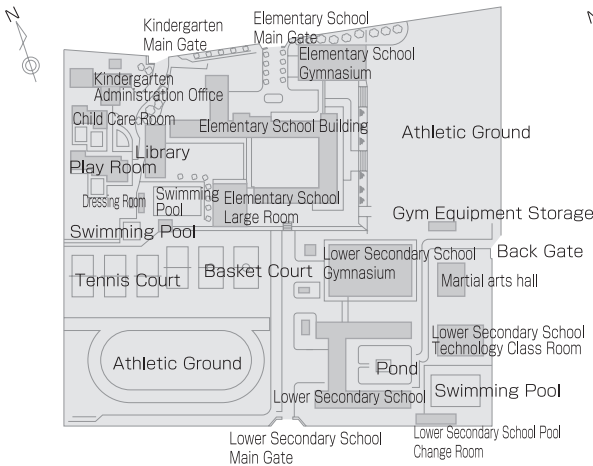 N
Kindergarten
Main Gate
Elementary School
Main Gate
Elementary School
Gymnasium
Kindergarten
Administration Office
Child Care Room
Elementary School Building
Athletic Ground
Library
Play Room
Dressing Room
Swimming
Pool
Elementary School
Large Room
Gym Equipment Storage
Swimming Pool
Back Gate
Lower Secondary School
Gymnasium
Basket Court
Tennis Court
Martial arts hall
Lower Secondary School
Technology Class Room
Athletic Ground
Pond
Swimming Pool
Lower Secondary School
Lower Secondary School
Main Gate
Lower Secondary School Pool
Change Room